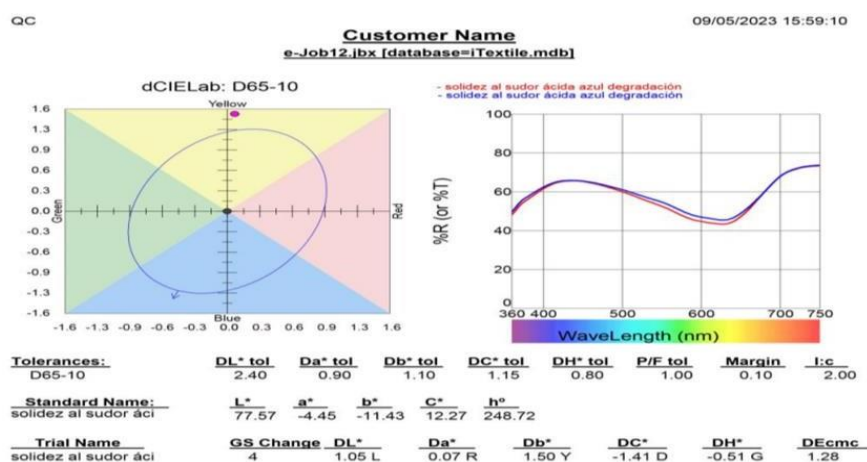 QC
09/05/2023 15:59:10
Customer Name
e-Job12.jbx [database=iTextile.mdb]
dCIELab: D65-10
Yellow
1.6
1.3
0.9
0.6
0.3
0.0
-0.3
-0.6
-0.9
-1.3
-1.6
Green
Red
Blue
-1.6 -1.3 -0.9 -0.6 -0.3 0.0 0.3 0.6 0.9 1.3 1.6
- solidez al sudor ácida azul degradación
- solidez al sudor ácida azul degradación
100
80
60
40
20
0
%R (or %T)
360 400 500 600 700 750
WaveLength (nm)
Tolerances: DL* tol Da* tol Db* tol DC* tol DH* tol P/F tol Margin l:c
D65-10 2.40 0.90 1.10 1.15 0.80 1.00 0.10 2.00
Standard Name: L* a* b* C* hº
solidez al sudor áci 77.57 -4.45 -11.43 12.27 248.72
Trial Name GS Change DL* Da* Db* DC* DH* DEcmc
solidez al sudor áci 4 1.05 L 0.07 R 1.50 Y -1.41 D -0.51 G 1.28